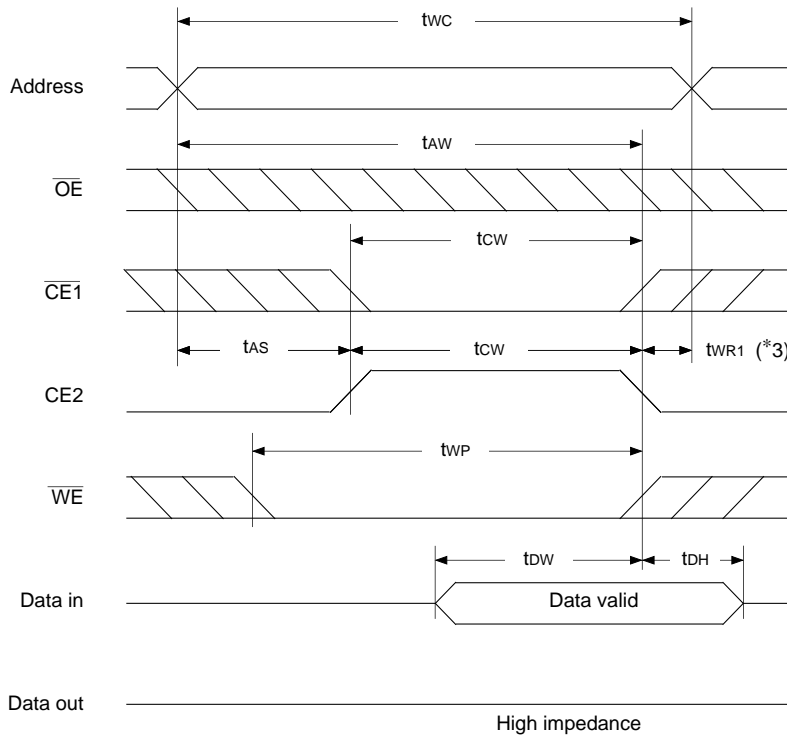 tWC
Address
tAW
OE
tCW
CE1
tAS tCW tWR1 (*3)
CE2
tWP
WE
tDW tDH
Data in Data valid
Data out
High impedance